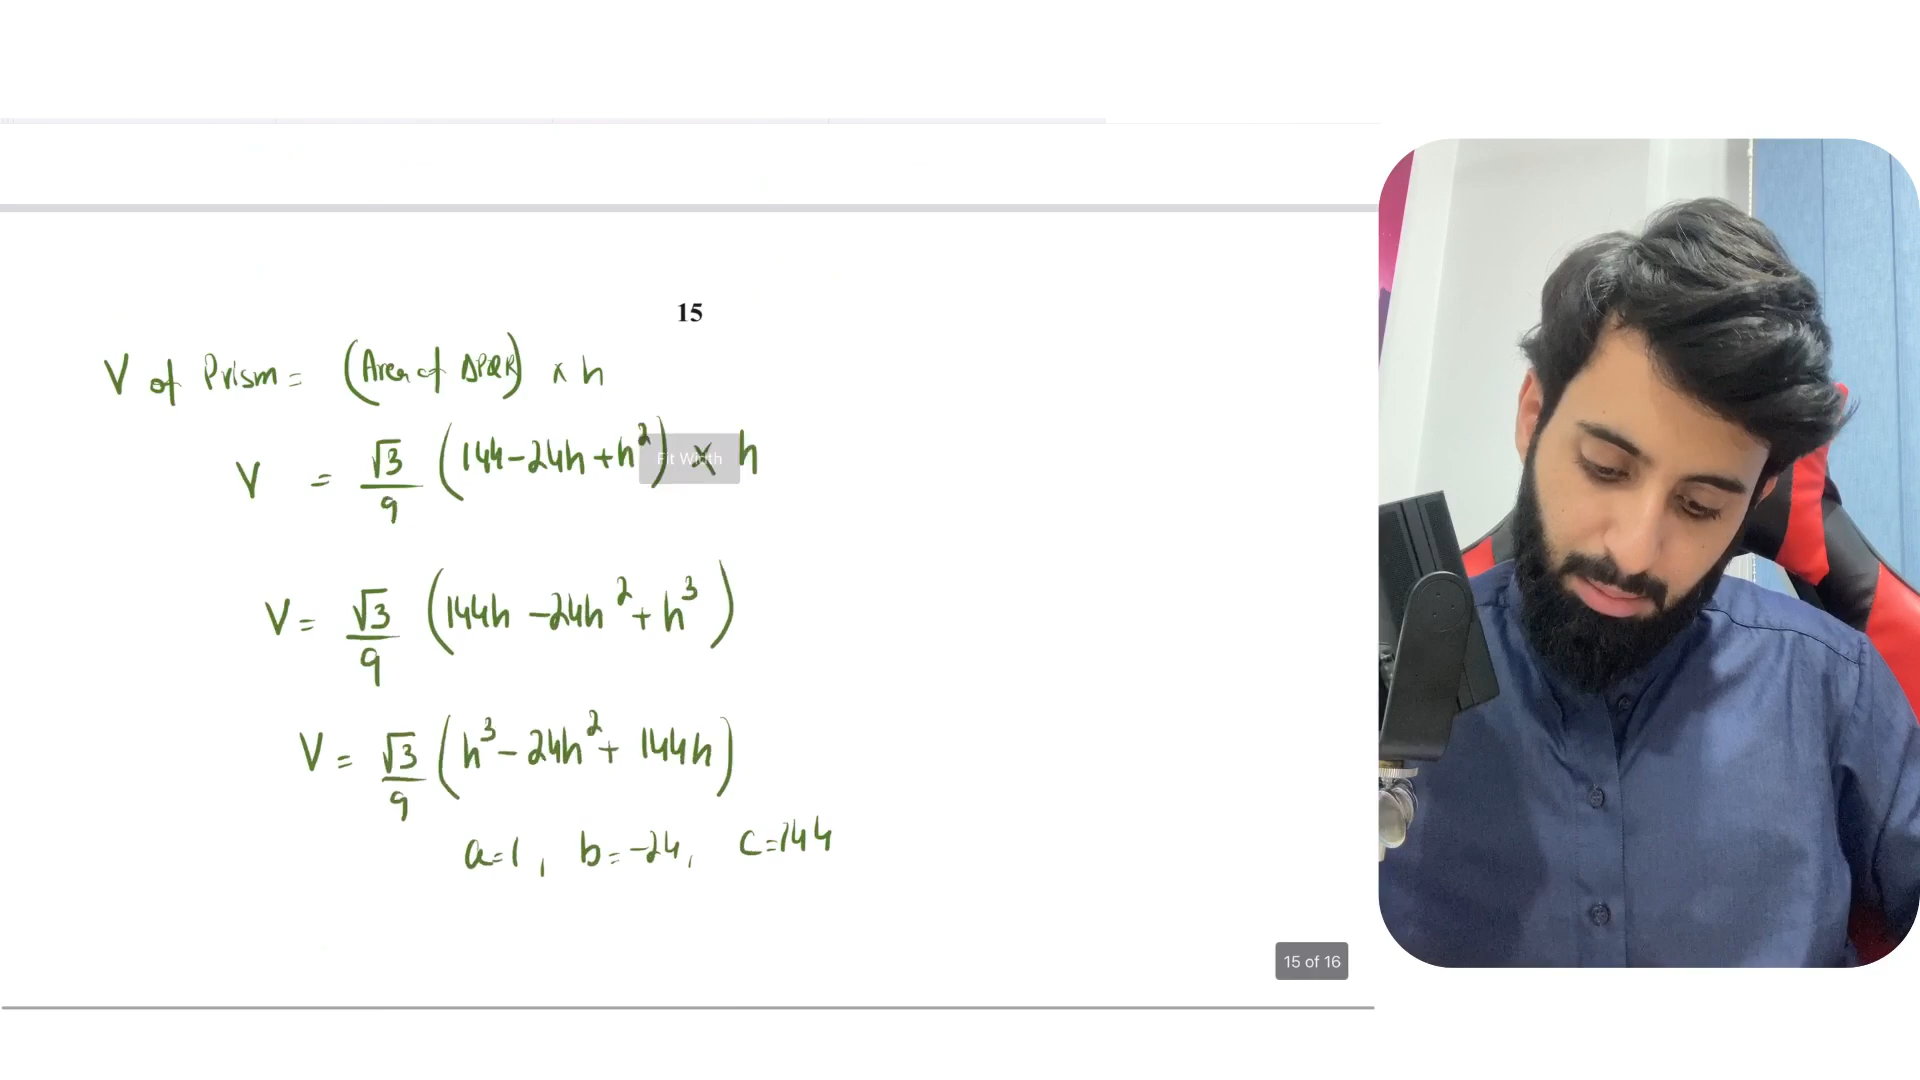 15
V of Prism = (Area of ΔPQR) × h
V = √3/9 (144-24h+h²) × h
Fit Width
V = √3/9 (144h -24h² + h³)
V = √3/9 (h³ - 24h² + 144h)
a=1, b=-24, c=144
15 of 16